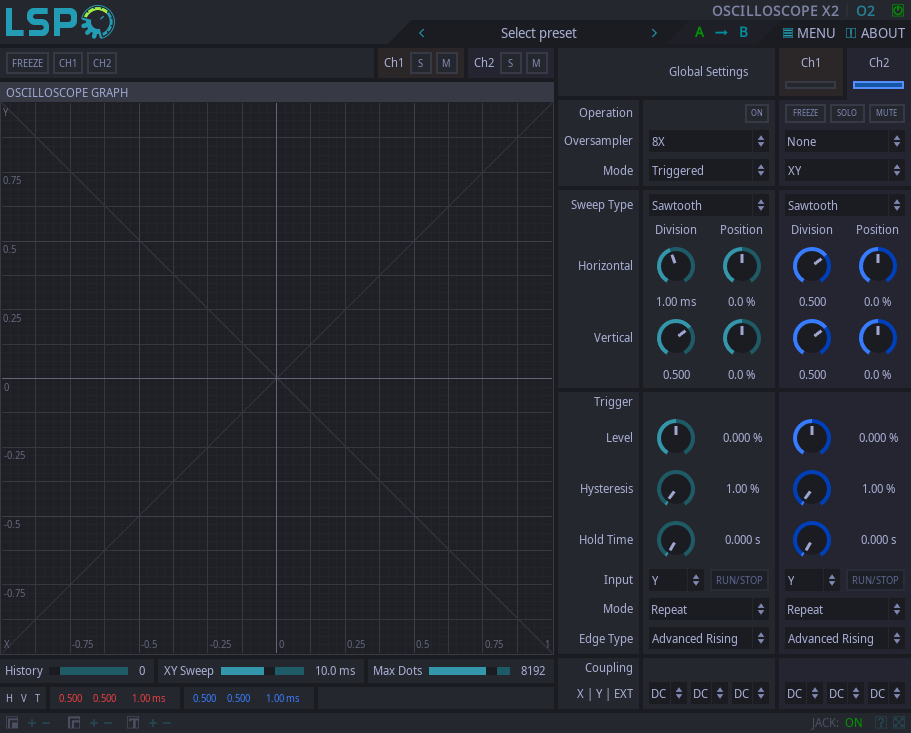 LSP
OSCILLOSCOPE X2 O2
< Select preset > A → B MENU ABOUT
FREEZE CH1 CH2 Ch1 S M Ch2 S M
Global Settings Ch1 Ch2
OSCILLOSCOPE GRAPH
Operation ON FREEZE SOLO MUTE
Oversampler 8X None
Mode Triggered XY
Sweep Type Sawtooth Sawtooth
Division Position Division Position
Horizontal
1.00 ms 0.0 % 0.500 0.0 %
Vertical
0.500 0.0 % 0.500 0.0 %
Trigger
Level 0.000 % 0.000 %
Hysteresis 1.00 % 1.00 %
Hold Time 0.000 s 0.000 s
Input Y RUN/STOP Y RUN/STOP
Mode Repeat Repeat
Edge Type Advanced Rising Advanced Rising
Coupling
X | Y | EXT DC DC DC DC DC DC
Y
0.75
0.5
0.25
0
-0.25
-0.5
-0.75
X -0.75 -0.5 -0.25 0 0.25 0.5 0.75 1
History 0 XY Sweep 10.0 ms Max Dots 8192
H V T 0.500 0.500 1.00 ms 0.500 0.500 1.00 ms
+ − + − + − JACK: ON ?